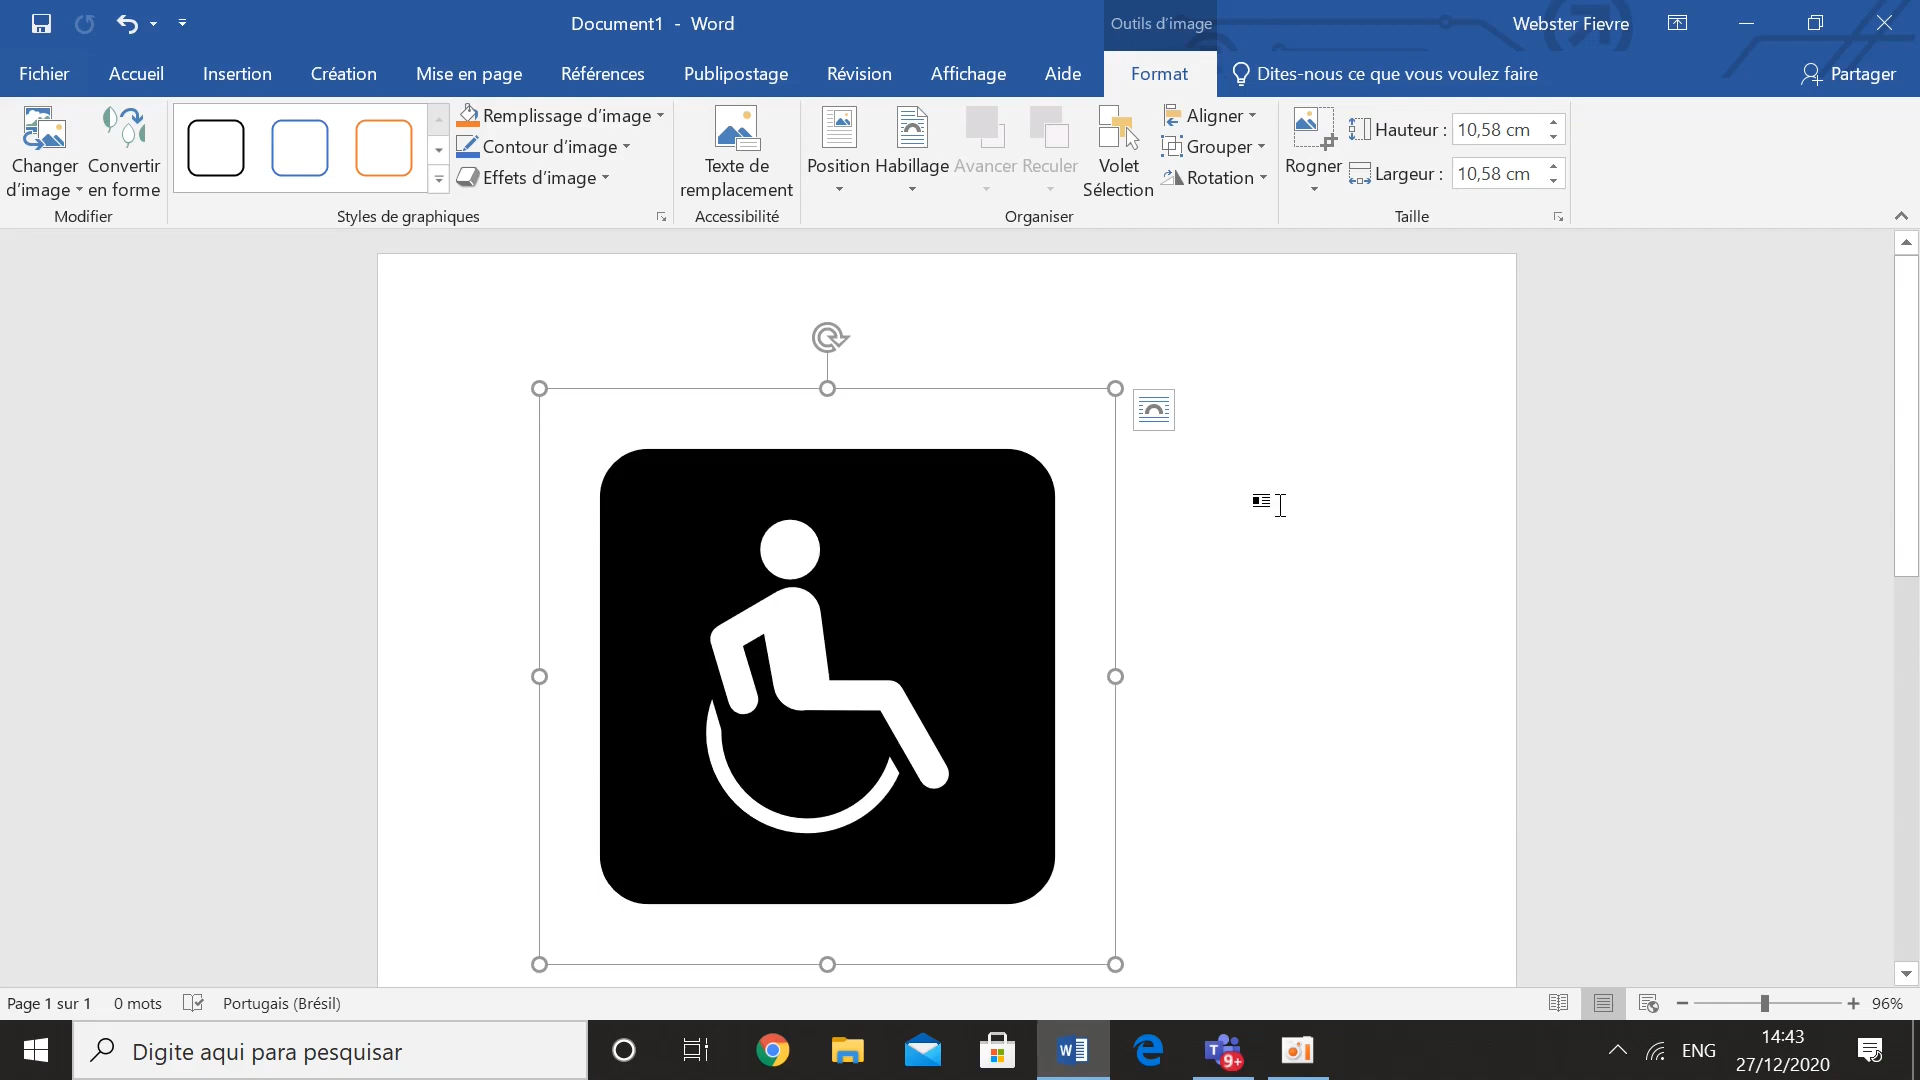 Document1 - Word
Outils d'image
Webster Fievre
Fichier Accueil Insertion Création Mise en page Références Publipostage Révision Affichage Aide Format Dites-nous ce que vous voulez faire Partager
Changer d'image
Convertir en forme
Modifier
Remplissage d'image
Contour d'image
Effets d'image
Styles de graphiques
Texte de remplacement
Accessibilité
Position
Habillage
Avancer
Reculer
Volet Sélection
Aligner
Grouper
Rotation
Organiser
Rogner
Hauteur : 10,58 cm
Largeur : 10,58 cm
Taille
Page 1 sur 1 0 mots Portugais (Brésil) 96%
Digite aqui para pesquisar
9+
ENG
14:43
27/12/2020